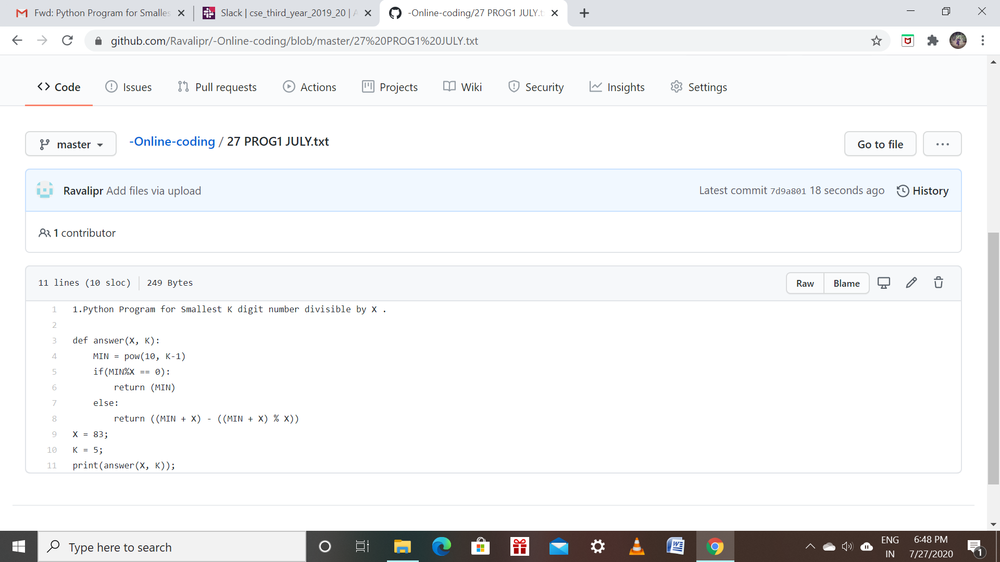 Fwd: Python Program for Smalles
Slack | cse_third_year_2019_20 | A
-Online-coding/27 PROG1 JULY.t
github.com/Ravalipr/-Online-coding/blob/master/27%20PROG1%20JULY.txt
Code Issues Pull requests Actions Projects Wiki Security Insights Settings
master -Online-coding / 27 PROG1 JULY.txt Go to file ...
Ravalipr Add files via upload Latest commit 7d9a801 18 seconds ago History
1 contributor
11 lines (10 sloc) 249 Bytes Raw Blame
1 1.Python Program for Smallest K digit number divisible by X .
2
3 def answer(X, K):
4     MIN = pow(10, K-1)
5     if(MIN%X == 0):
6         return (MIN)
7     else:
8         return ((MIN + X) - ((MIN + X) % X))
9 X = 83;
10 K = 5;
11 print(answer(X, K));
Type here to search
ENG
IN
6:48 PM
7/27/2020
1